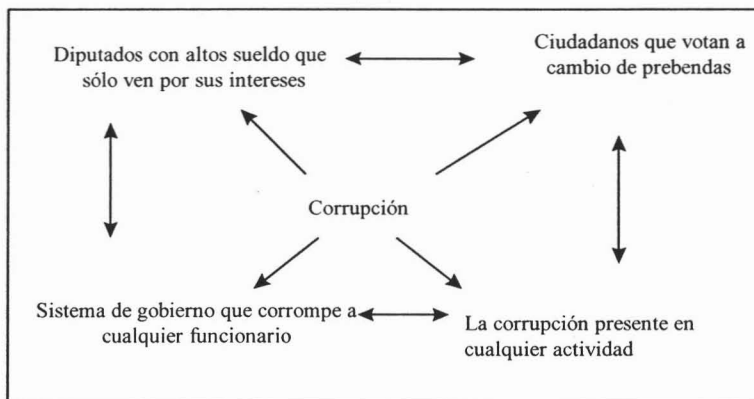 Diputados con altos sueldo que
sólo ven por sus intereses
Ciudadanos que votan a
cambio de prebendas
Corrupción
Sistema de gobierno que corrompe a
cualquier funcionario
La corrupción presente en
cualquier actividad